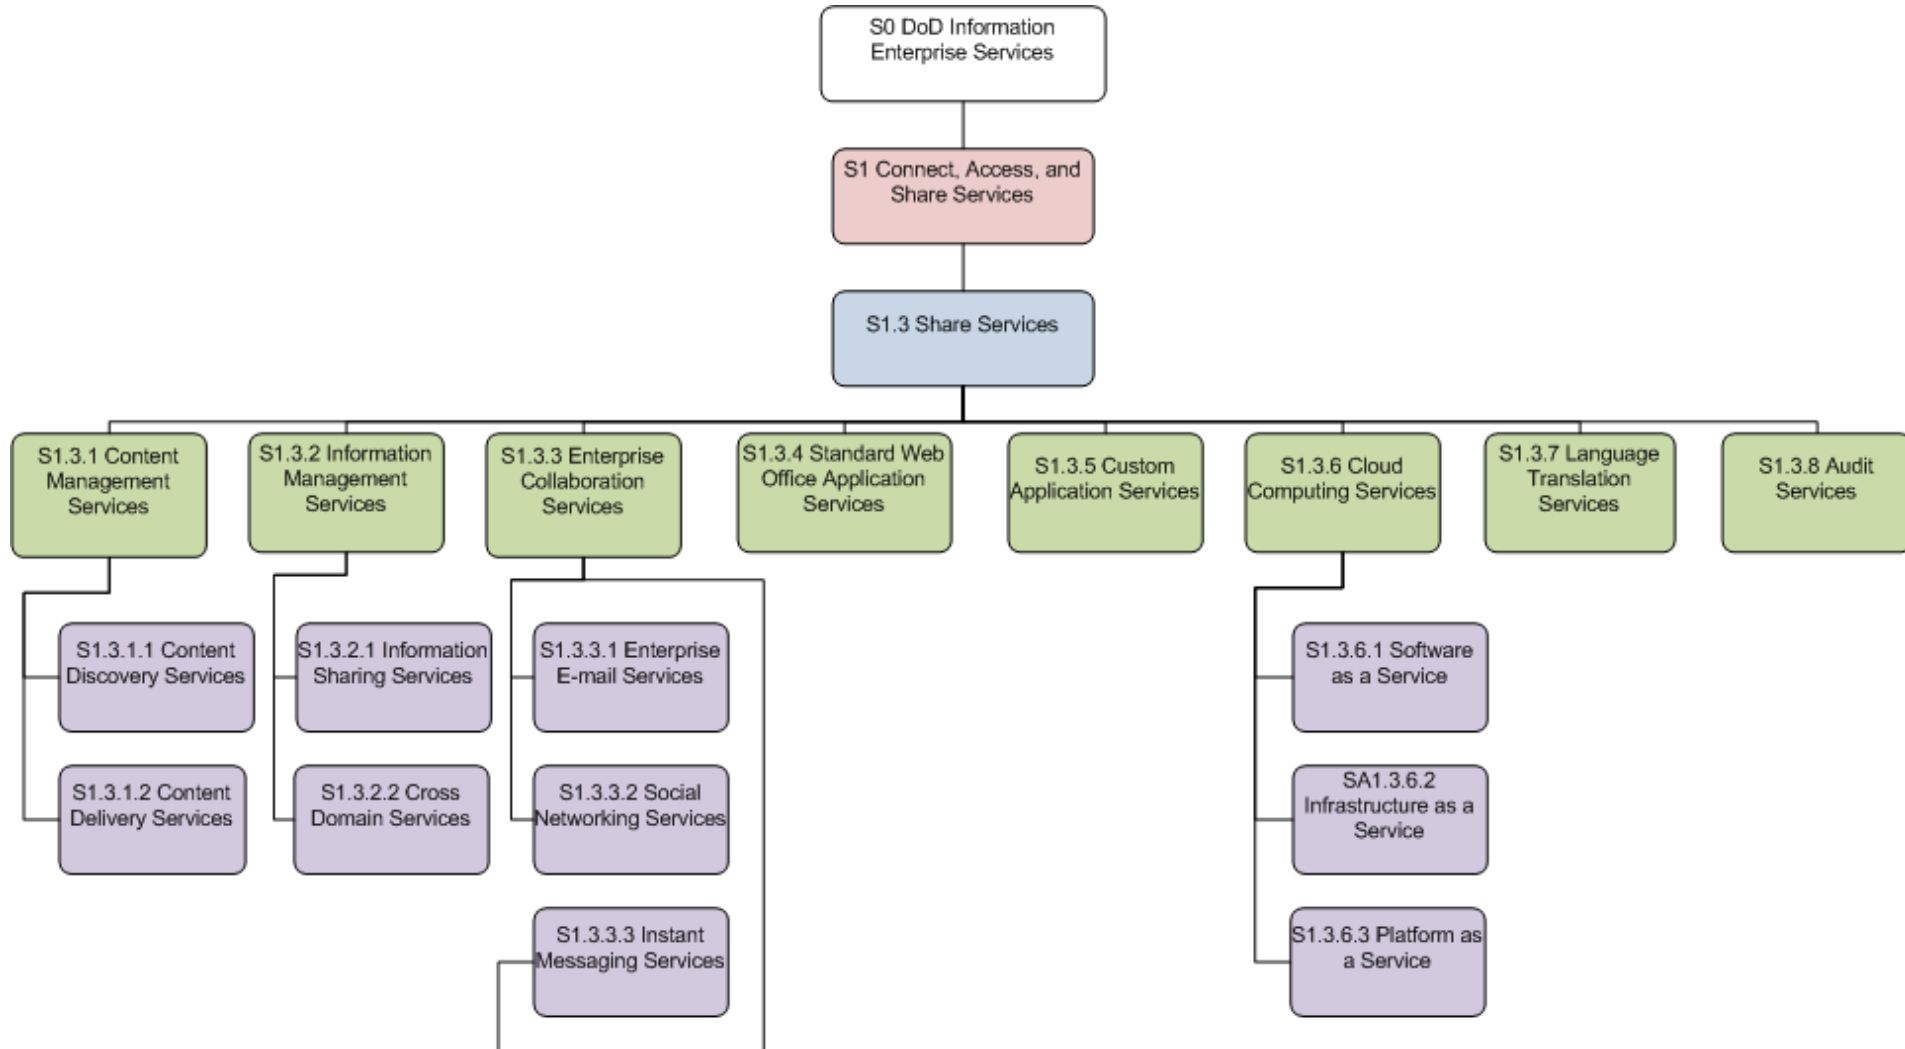 S0 DoD Information
Enterprise Services
S1 Connect, Access, and
Share Services
S1.3 Share Services
S1.3.1 Content
Management
Services
S1.3.2 Information
Management
Services
S1.3.3 Enterprise
Collaboration
Services
S1.3.4 Standard Web
Office Application
Services
S1.3.5 Custom
Application Services
S1.3.6 Cloud
Computing Services
S1.3.7 Language
Translation
Services
S1.3.8 Audit
Services
S1.3.1.1 Content
Discovery Services
S1.3.2.1 Information
Sharing Services
S1.3.3.1 Enterprise
E-mail Services
S1.3.6.1 Software
as a Service
S1.3.1.2 Content
Delivery Services
S1.3.2.2 Cross
Domain Services
S1.3.3.2 Social
Networking Services
SA1.3.6.2
Infrastructure as a
Service
S1.3.3.3 Instant
Messaging Services
S1.3.6.3 Platform as
a Service